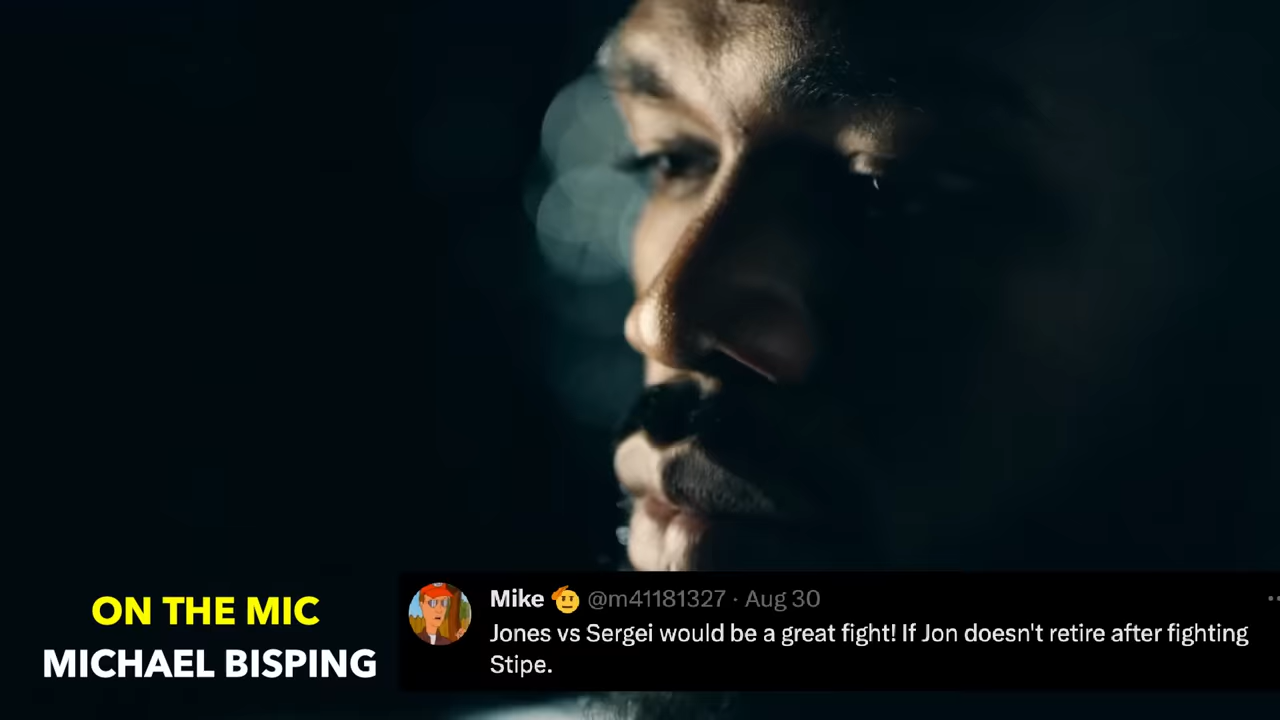 ON THE MIC
MICHAEL BISPING
Mike 🫡 @m41181327 · Aug 30
Jones vs Sergei would be a great fight! If Jon doesn't retire after fighting
Stipe.